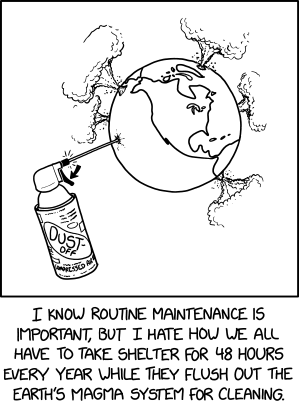 DUST-
OFF
COMPRESSED AIR
I KNOW ROUTINE MAINTENANCE IS
IMPORTANT, BUT I HATE HOW WE ALL
HAVE TO TAKE SHELTER FOR 48 HOURS
EVERY YEAR WHILE THEY FLUSH OUT THE
EARTH'S MAGMA SYSTEM FOR CLEANING.